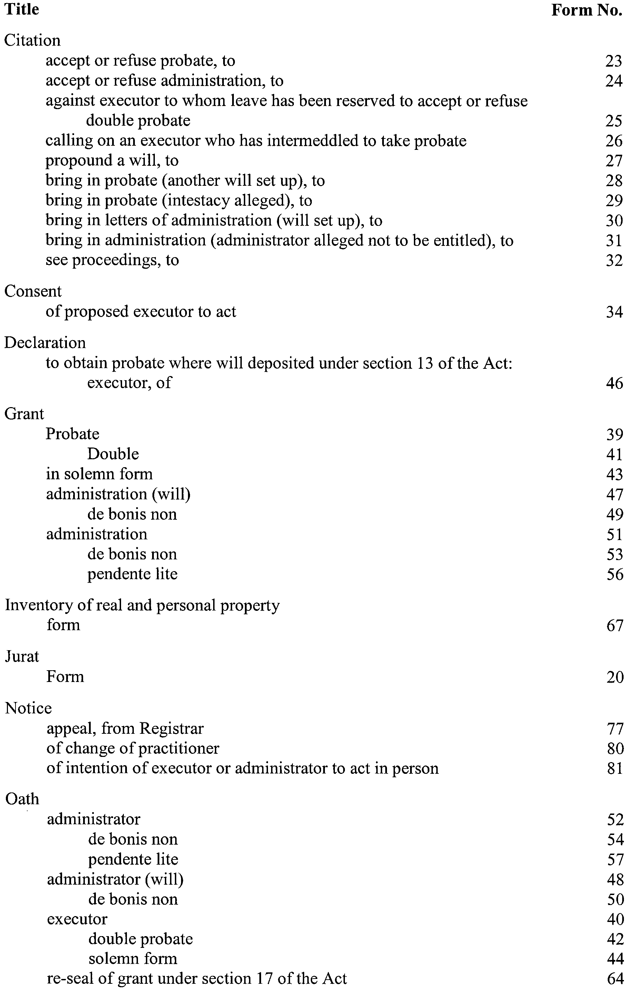 Title Form No.
Citation
accept or refuse probate, to 23
accept or refuse administration, to 24
against executor to whom leave has been reserved to accept or refuse
double probate 25
calling on an executor who has intermeddled to take probate 26
propound a will, to 27
bring in probate (another will set up), to 28
bring in probate (intestacy alleged), to 29
bring in letters of administration (will set up), to 30
bring in administration (administrator alleged not to be entitled), to 31
see proceedings, to 32
Consent
of proposed executor to act 34
Declaration
to obtain probate where will deposited under section 13 of the Act:
executor, of 46
Grant
Probate 39
Double 41
in solemn form 43
administration (will) 47
de bonis non 49
administration 51
de bonis non 53
pendente lite 56
Inventory of real and personal property
form 67
Jurat
Form 20
Notice
appeal, from Registrar 77
of change of practitioner 80
of intention of executor or administrator to act in person 81
Oath
administrator 52
de bonis non 54
pendente lite 57
administrator (will) 48
de bonis non 50
executor 40
double probate 42
solemn form 44
re-seal of grant under section 17 of the Act 64